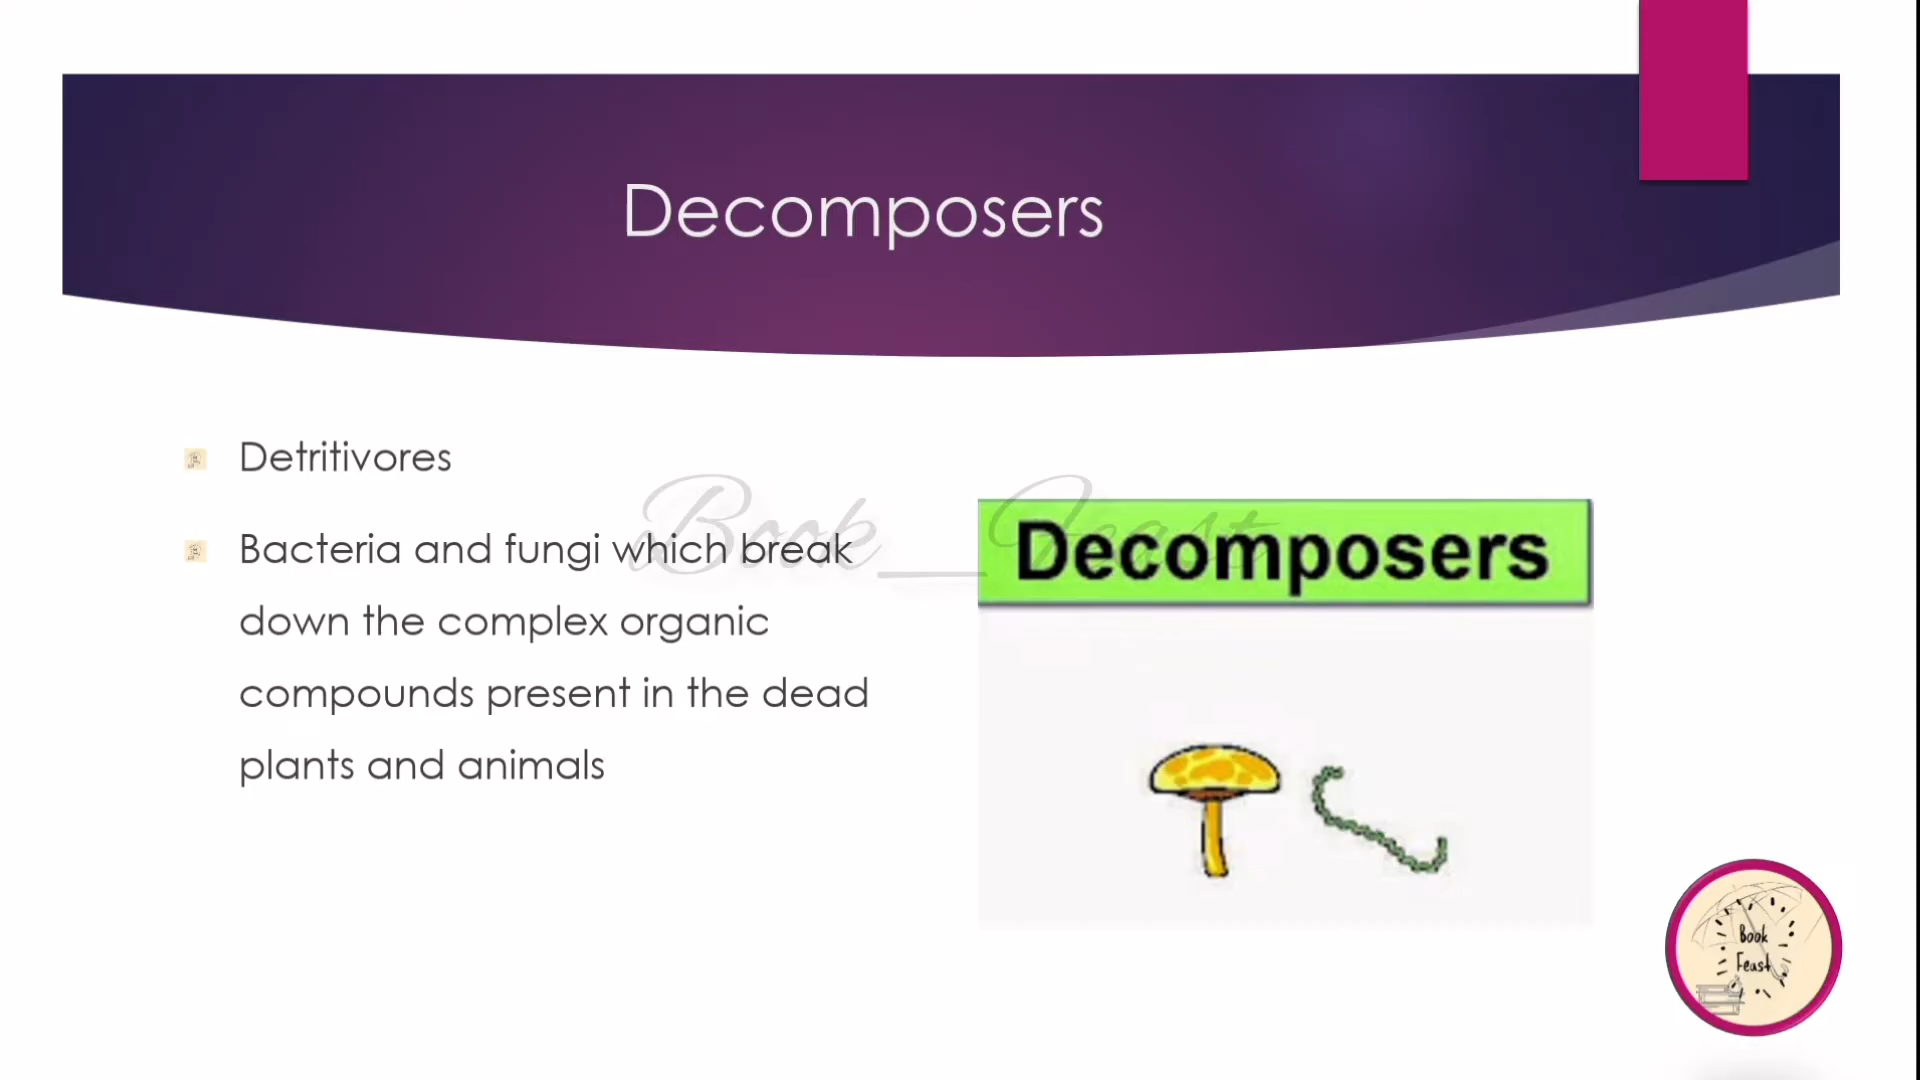 Decomposers
Detritivores
Bacteria and fungi which break
down the complex organic
compounds present in the dead
plants and animals
Book_Feast
Decomposers
Book
Feast